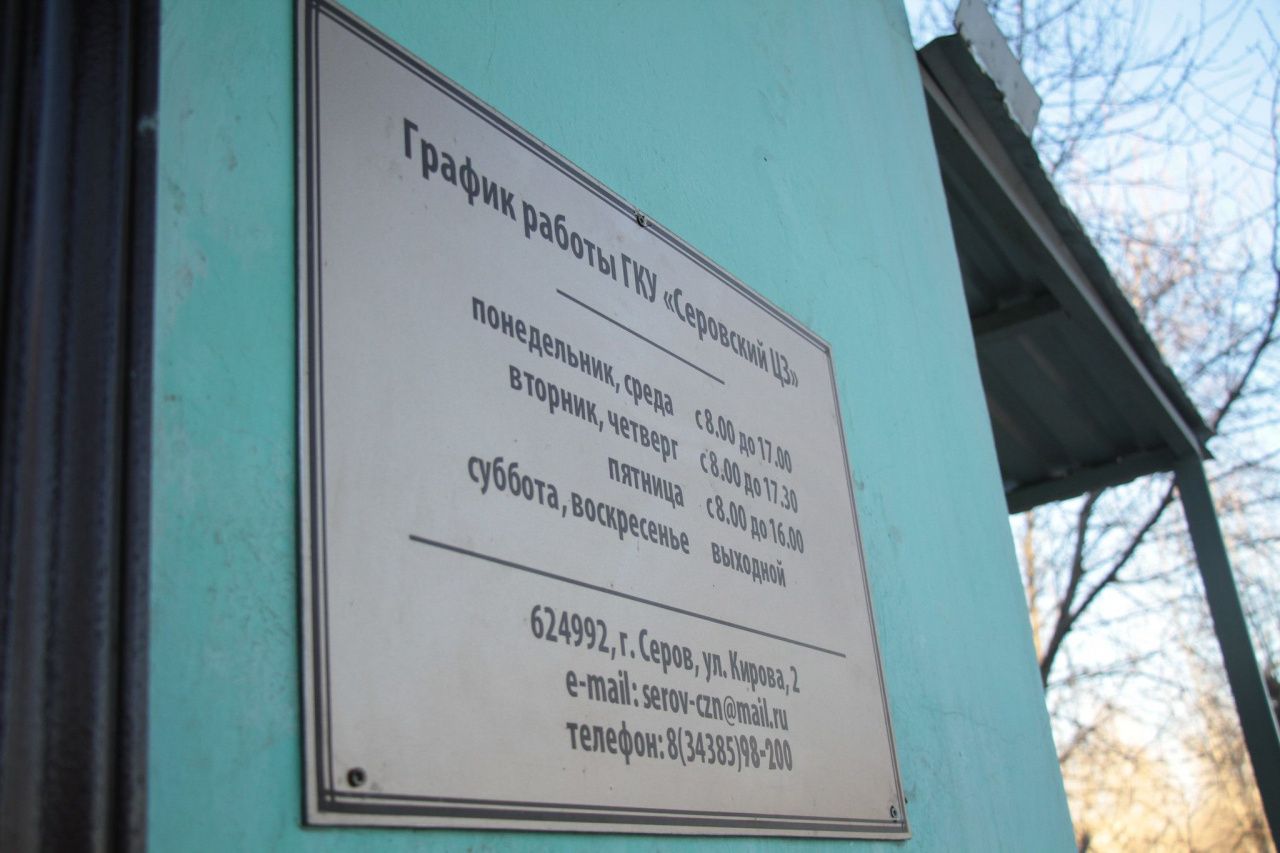 График работы ГКУ «Серовский ЦЗ»
понедельник, среда с 8.00 до 17.00
вторник, четверг с 8.00 до 17.30
пятница с 8.00 до 16.00
суббота, воскресенье выходной
624992, г. Серов, ул. Кирова, 2
e-mail: serov-czn@mail.ru
телефон: 8(34385)98-200